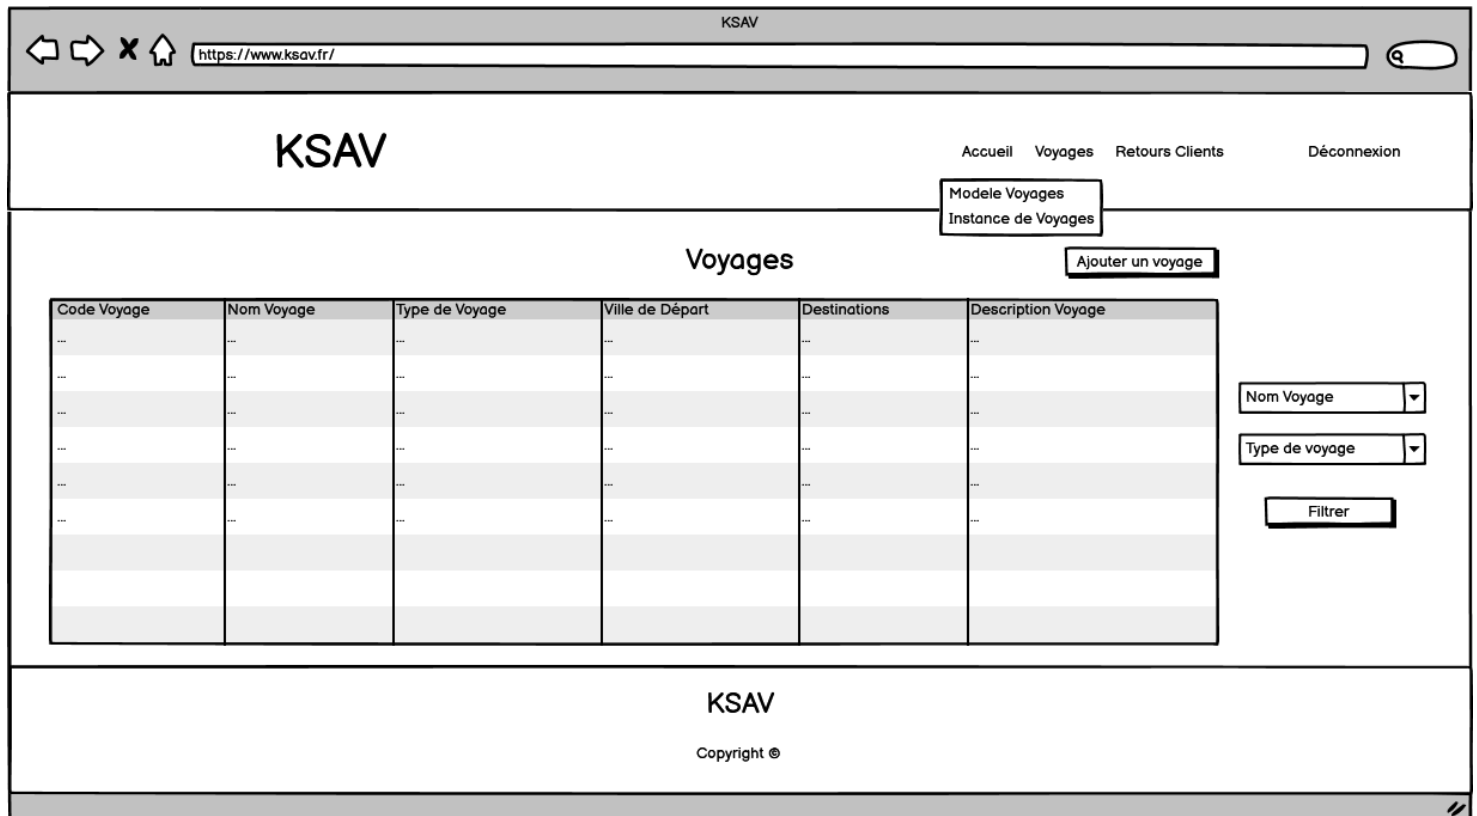 KSAV
https://www.ksav.fr/
KSAV
Accueil Voyages Retours Clients Déconnexion
Modele Voyages
Instance de Voyages
Voyages
Ajouter un voyage
Code Voyage Nom Voyage Type de Voyage Ville de Départ Destinations Description Voyage
... ... ... ... ... ...
... ... ... ... ... ...
... ... ... ... ... ...
... ... ... ... ... ...
... ... ... ... ... ...
... ... ... ... ... ...
Nom Voyage
Type de voyage
Filtrer
KSAV
Copyright ©